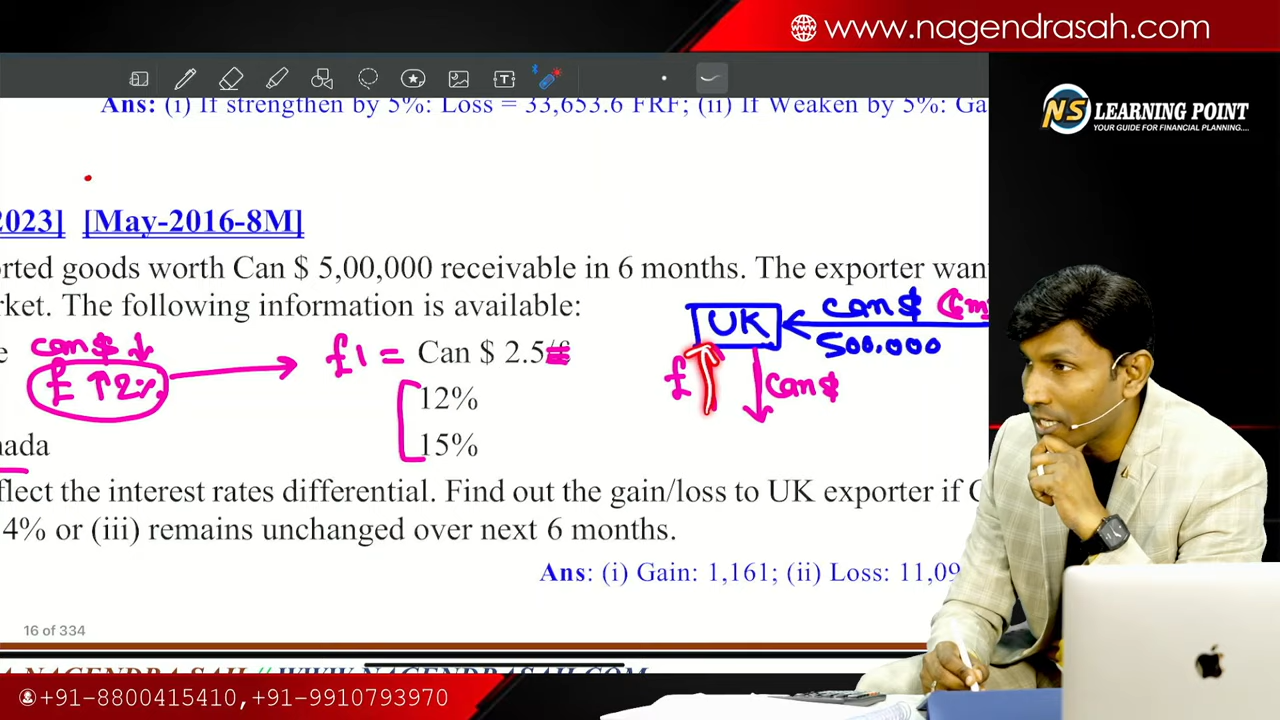 www.nagendrasah.com
NS LEARNING POINT
YOUR GUIDE FOR FINANCIAL PLANNING....
Ans: (i) If strengthen by 5%: Loss = 33,653.6 FRF; (ii) If Weaken by 5%: Ga
2023] [May-2016-8M]
orted goods worth Can $ 5,00,000 receivable in 6 months. The exporter wan
rket. The following information is available:
can $ ↓
e £1 = Can $ 2.5/£
£ ↑2%
12%
nada 15%
UK
can $
500,000
£ Can $
flect the interest rates differential. Find out the gain/loss to UK exporter if C
4% or (iii) remains unchanged over next 6 months.
Ans: (i) Gain: 1,161; (ii) Loss: 11,09
16 of 334
A NAGENDRA SAH // WWW.NAGENDRASAH.COM
+91-8800415410,+91-9910793970